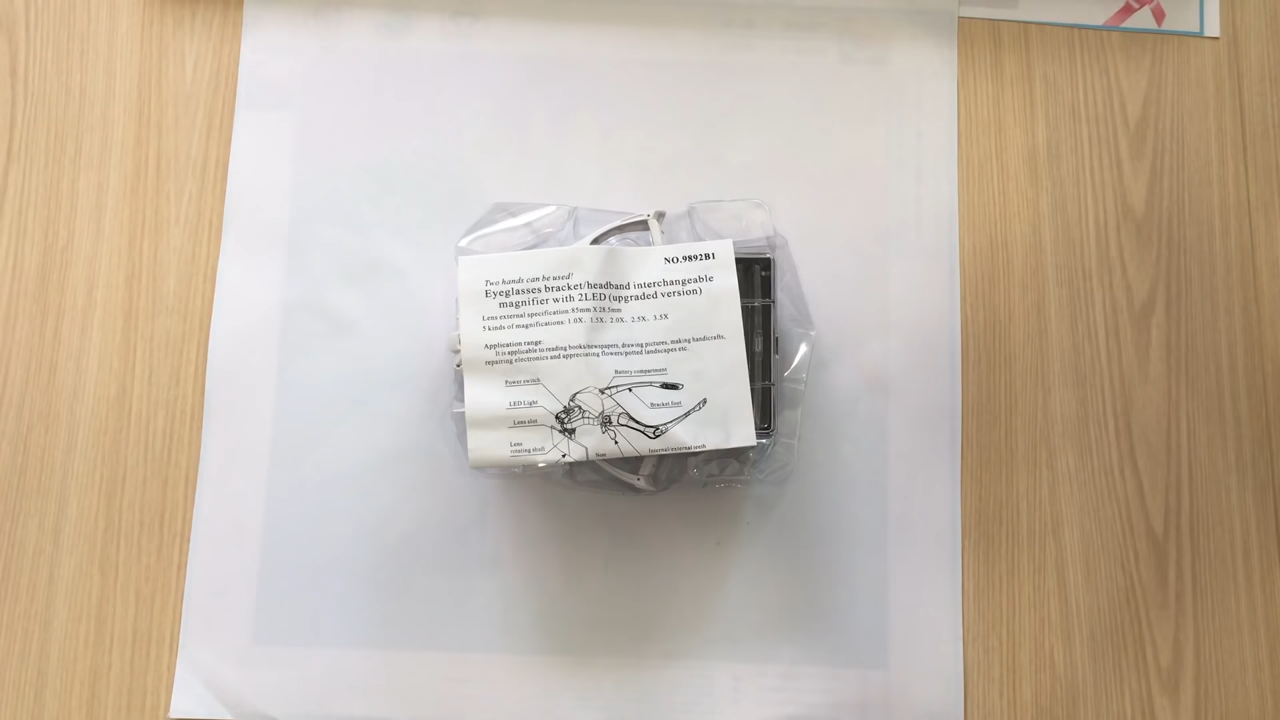 NO.9892B1
Two hands can be used!
Eyeglasses bracket/headband interchangeable
magnifier with 2LED (upgraded version)
Lens external specification:85mm X 28.5mm
5 kinds of magnifications: 1.0X、1.5X、2.0X、2.5X、3.5X
Application range:
It is applicable to reading books/newspapers, drawing pictures, making handicrafts,
repairing electronics and appreciating flowers/potted landscapes etc.
Battery compartment
Power switch
LED Light
Bracket foot
Lens slot
Lens
rotating shaft
Nose
Internal/external teeth